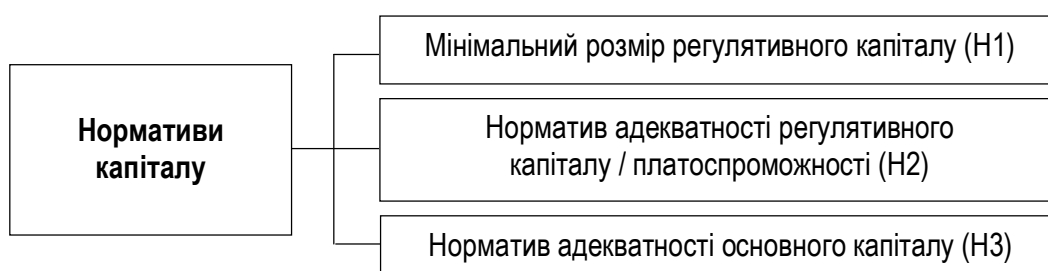 Мінімальний розмір регулятивного капіталу (Н1)
Нормативи
капіталу
Норматив адекватності регулятивного
капіталу / платоспроможності (Н2)
Норматив адекватності основного капіталу (Н3)